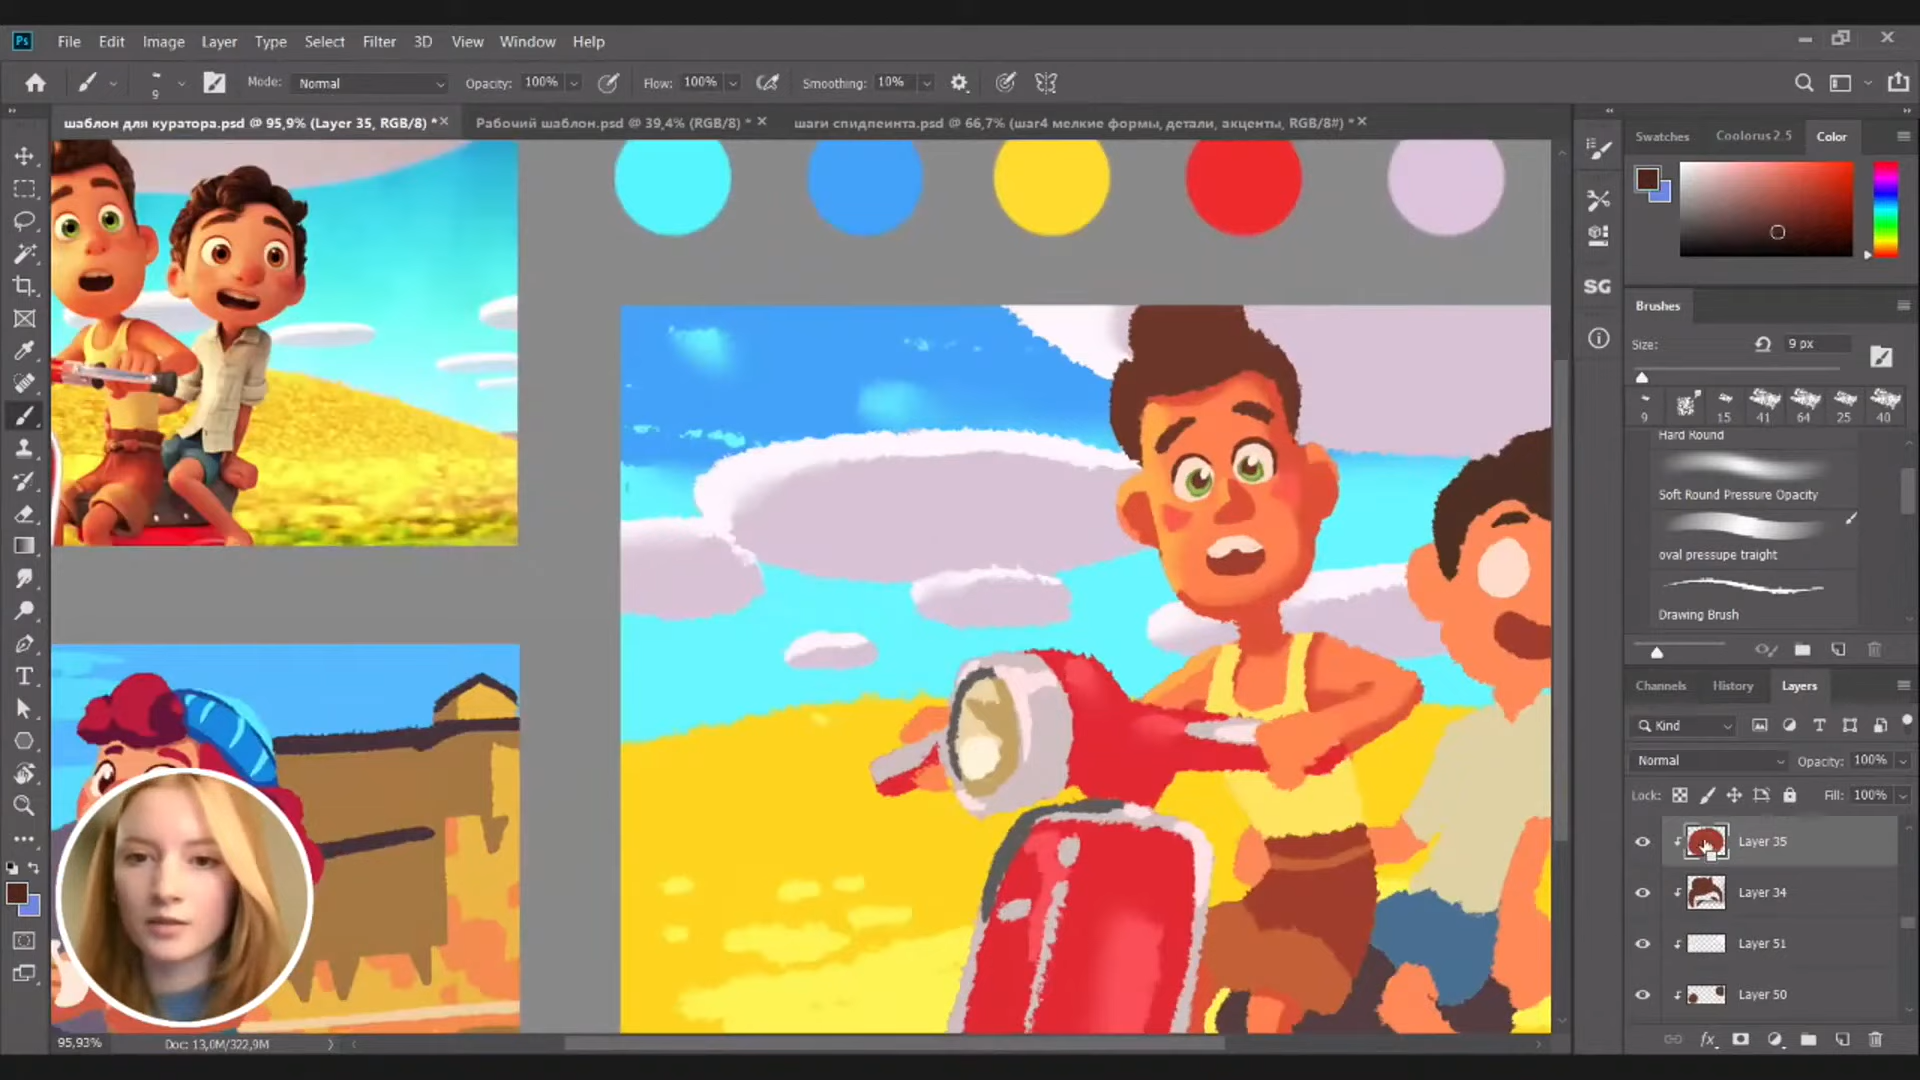 Ps File Edit Image Layer Type Select Filter 3D View Window Help
9 Mode: Normal Opacity: 100% Flow: 100% Smoothing: 10%
шаблон для куратора.psd @ 95,9% (Layer 35, RGB/8) * Рабочий шаблон.psd @ 39,4% (RGB/8) * шаги спидпеинта.psd @ 66,7% (шаг4 мелкие формы, детали, акценты, RGB/8#) *
Swatches Coolorus 2.5 Color
SG
Brushes
Size: 9 px
9 15 41 64 25 40
Hard Round
Soft Round Pressure Opacity
oval pressupe traight
Drawing Brush
Channels History Layers
Kind
Normal Opacity: 100%
Lock: Fill: 100%
Layer 35
Layer 34
Layer 51
Layer 50
fx
95,93% Doc: 13,0M/322,9M